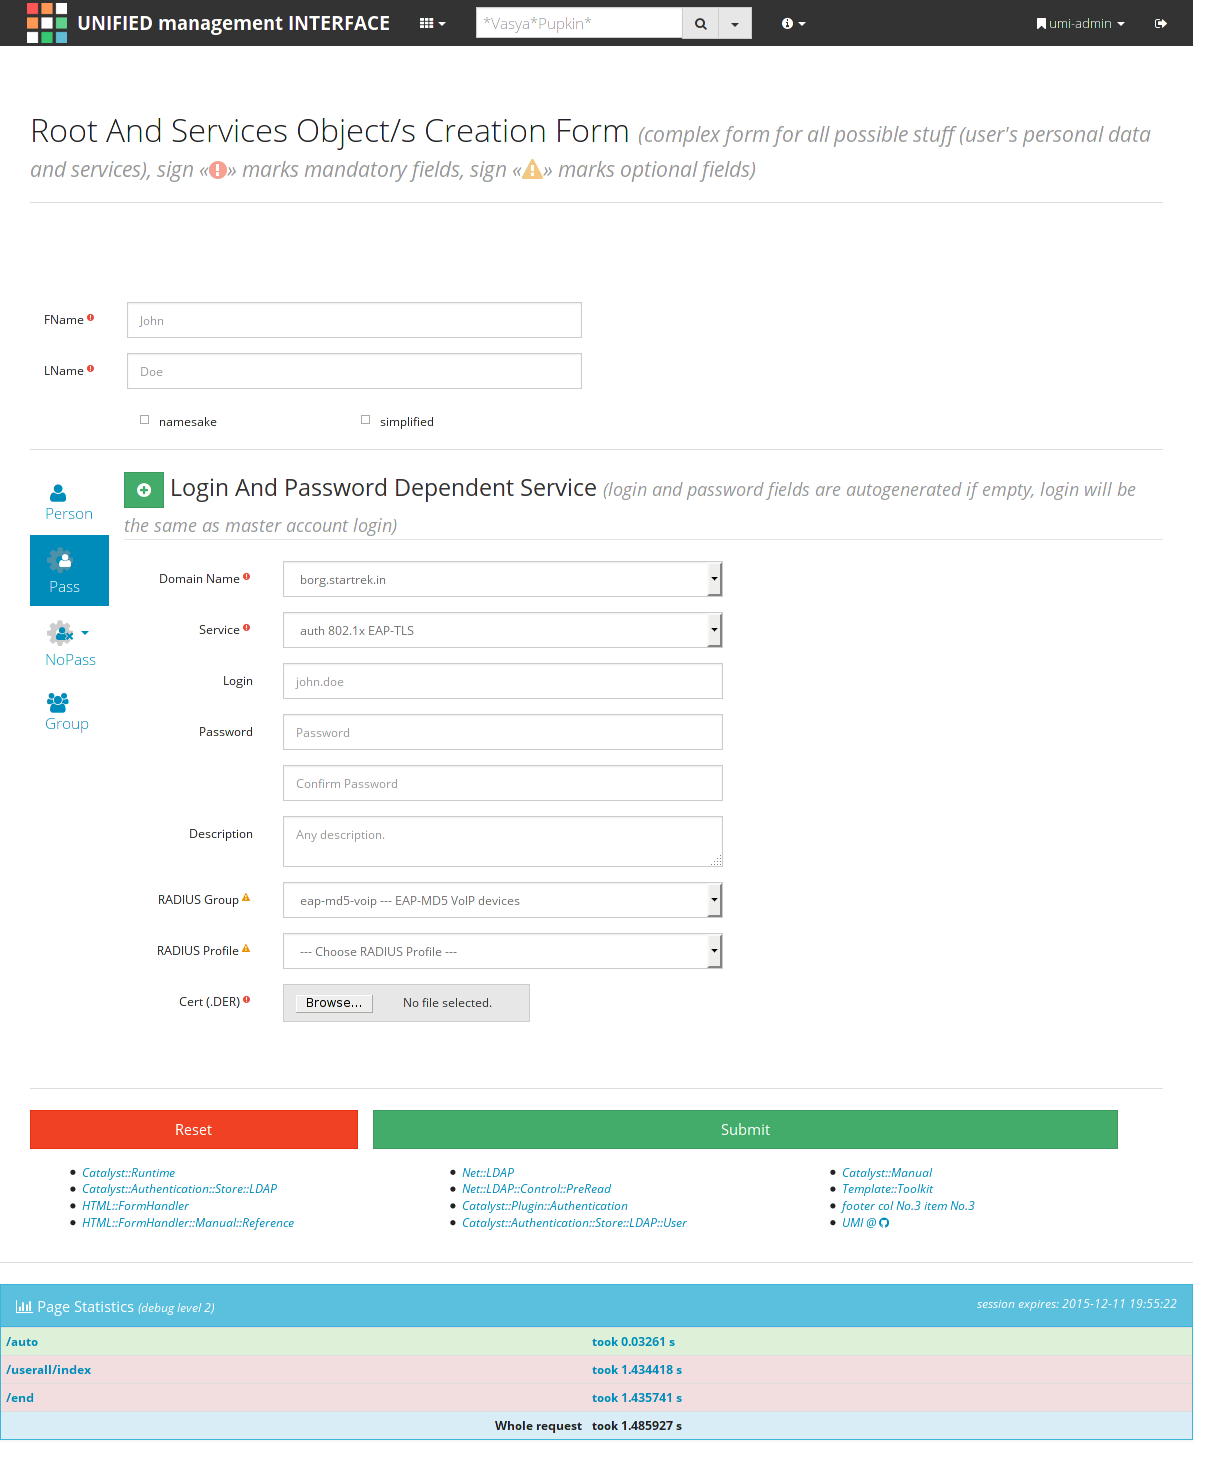 UNIFIED management INTERFACE
*Vasya*Pupkin*
umi-admin
Root And Services Object/s Creation Form (complex form for all possible stuff (user's personal data
and services), sign «» marks mandatory fields, sign «» marks optional fields)
FName
John
LName
Doe
namesake
simplified
Person
Pass
NoPass
Group
Login And Password Dependent Service (login and password fields are autogenerated if empty, login will be
the same as master account login)
Domain Name
borg.startrek.in
Service
auth 802.1x EAP-TLS
Login
john.doe
Password
Password
Confirm Password
Description
Any description.
RADIUS Group
eap-md5-voip --- EAP-MD5 VoIP devices
RADIUS Profile
--- Choose RADIUS Profile ---
Cert (.DER)
Browse... No file selected.
Reset
Submit
Catalyst::Runtime
Catalyst::Authentication::Store::LDAP
HTML::FormHandler
HTML::FormHandler::Manual::Reference
Net::LDAP
Net::LDAP::Control::PreRead
Catalyst::Plugin::Authentication
Catalyst::Authentication::Store::LDAP::User
Catalyst::Manual
Template::Toolkit
footer col No.3 item No.3
UMI @
Page Statistics (debug level 2)
session expires: 2015-12-11 19:55:22
/auto took 0.03261 s
/userall/index took 1.434418 s
/end took 1.435741 s
Whole request took 1.485927 s